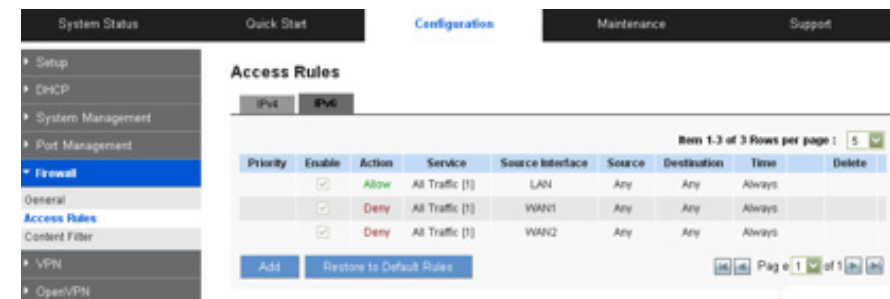 System Status Quick Start Configuration Maintenance Support
Setup
DHCP
System Management
Port Management
Firewall
General
Access Rules
Content Filter
VPN
OpenVPN
Access Rules
IPv4 IPv6
Item 1-3 of 3 Rows per page : 5
Priority Enable Action Service Source Interface Source Destination Time Delete
Allow All Traffic [1] LAN Any Any Always
Deny All Traffic [1] WAN1 Any Any Always
Deny All Traffic [1] WAN2 Any Any Always
Add Restore to Default Rules Page 1 of 1